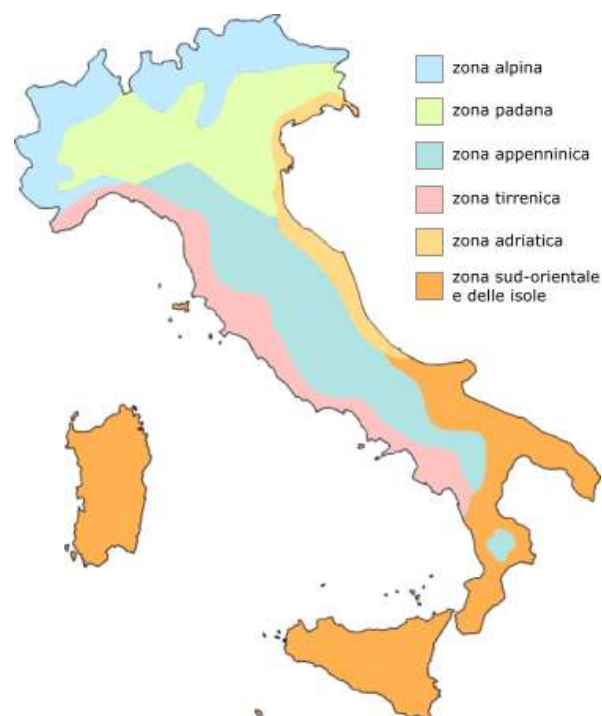 zona alpina
zona padana
zona appenninica
zona tirrenica
zona adriatica
zona sud-orientale
e delle isole